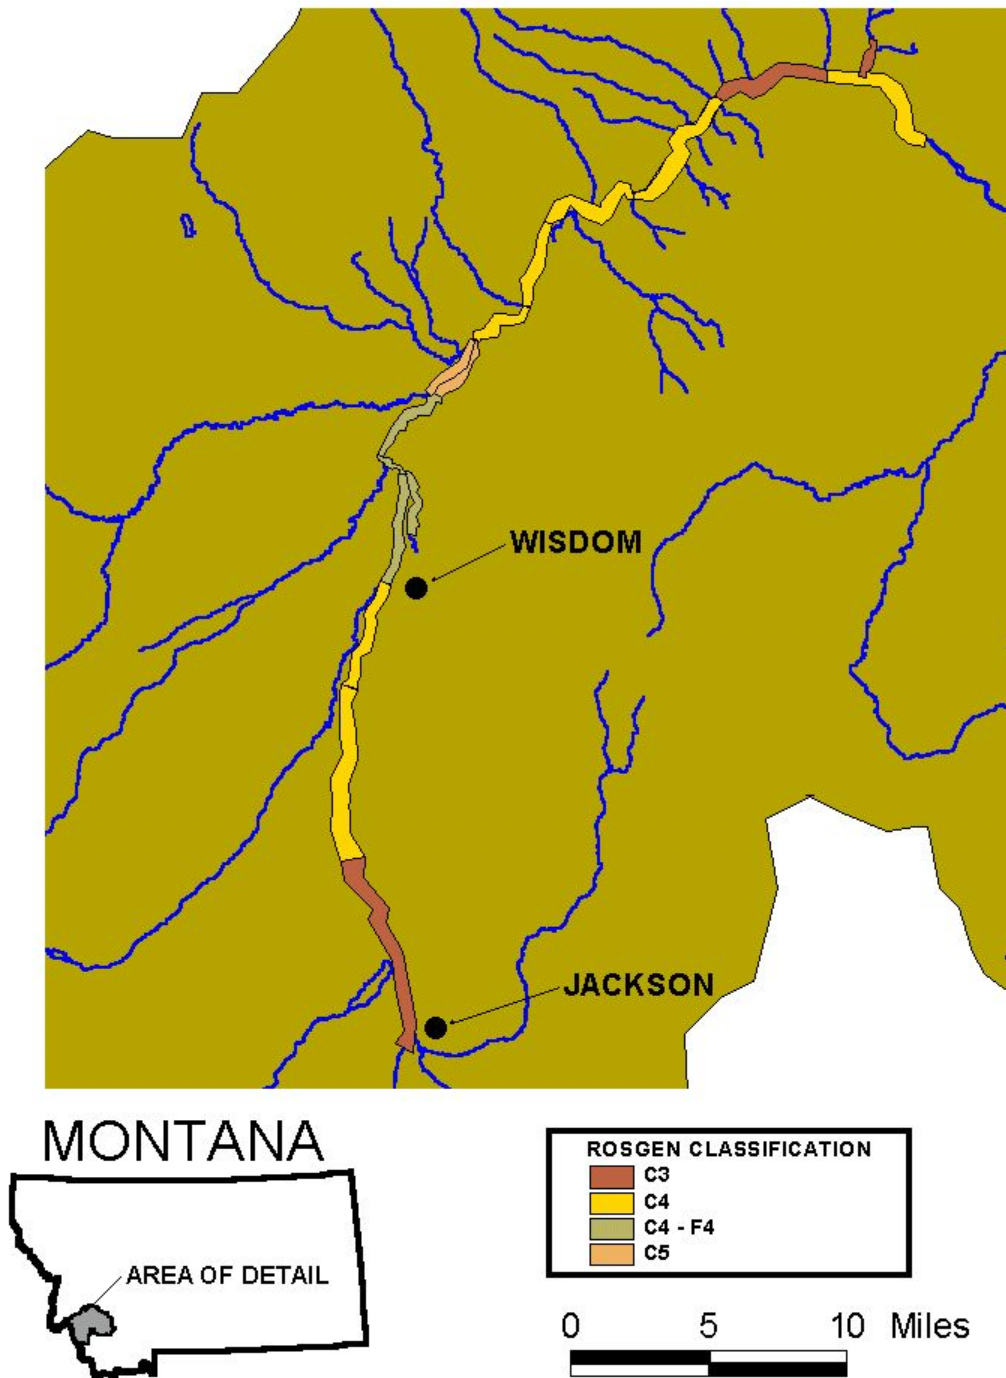 WISDOM
JACKSON
MONTANA
AREA OF DETAIL
ROSGEN CLASSIFICATION
C3
C4
C4 - F4
C5
0 5 10 Miles